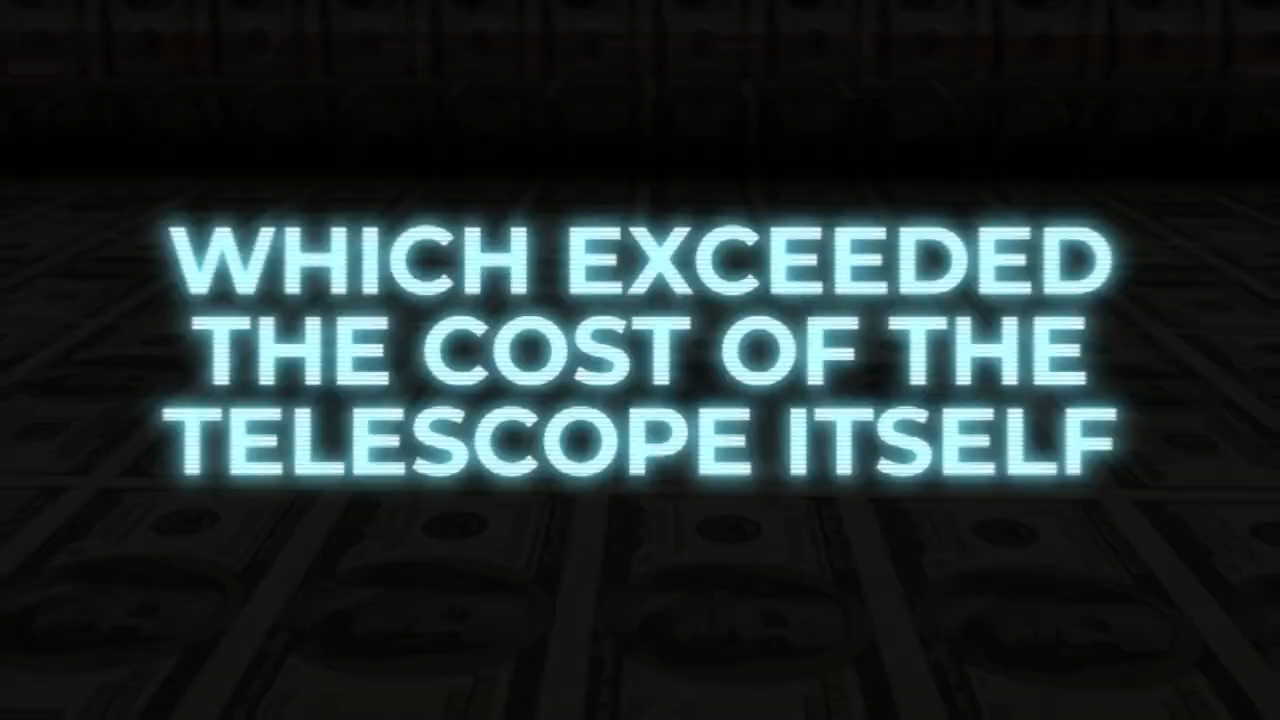 WHICH EXCEEDED
THE COST OF THE
TELESCOPE ITSELF